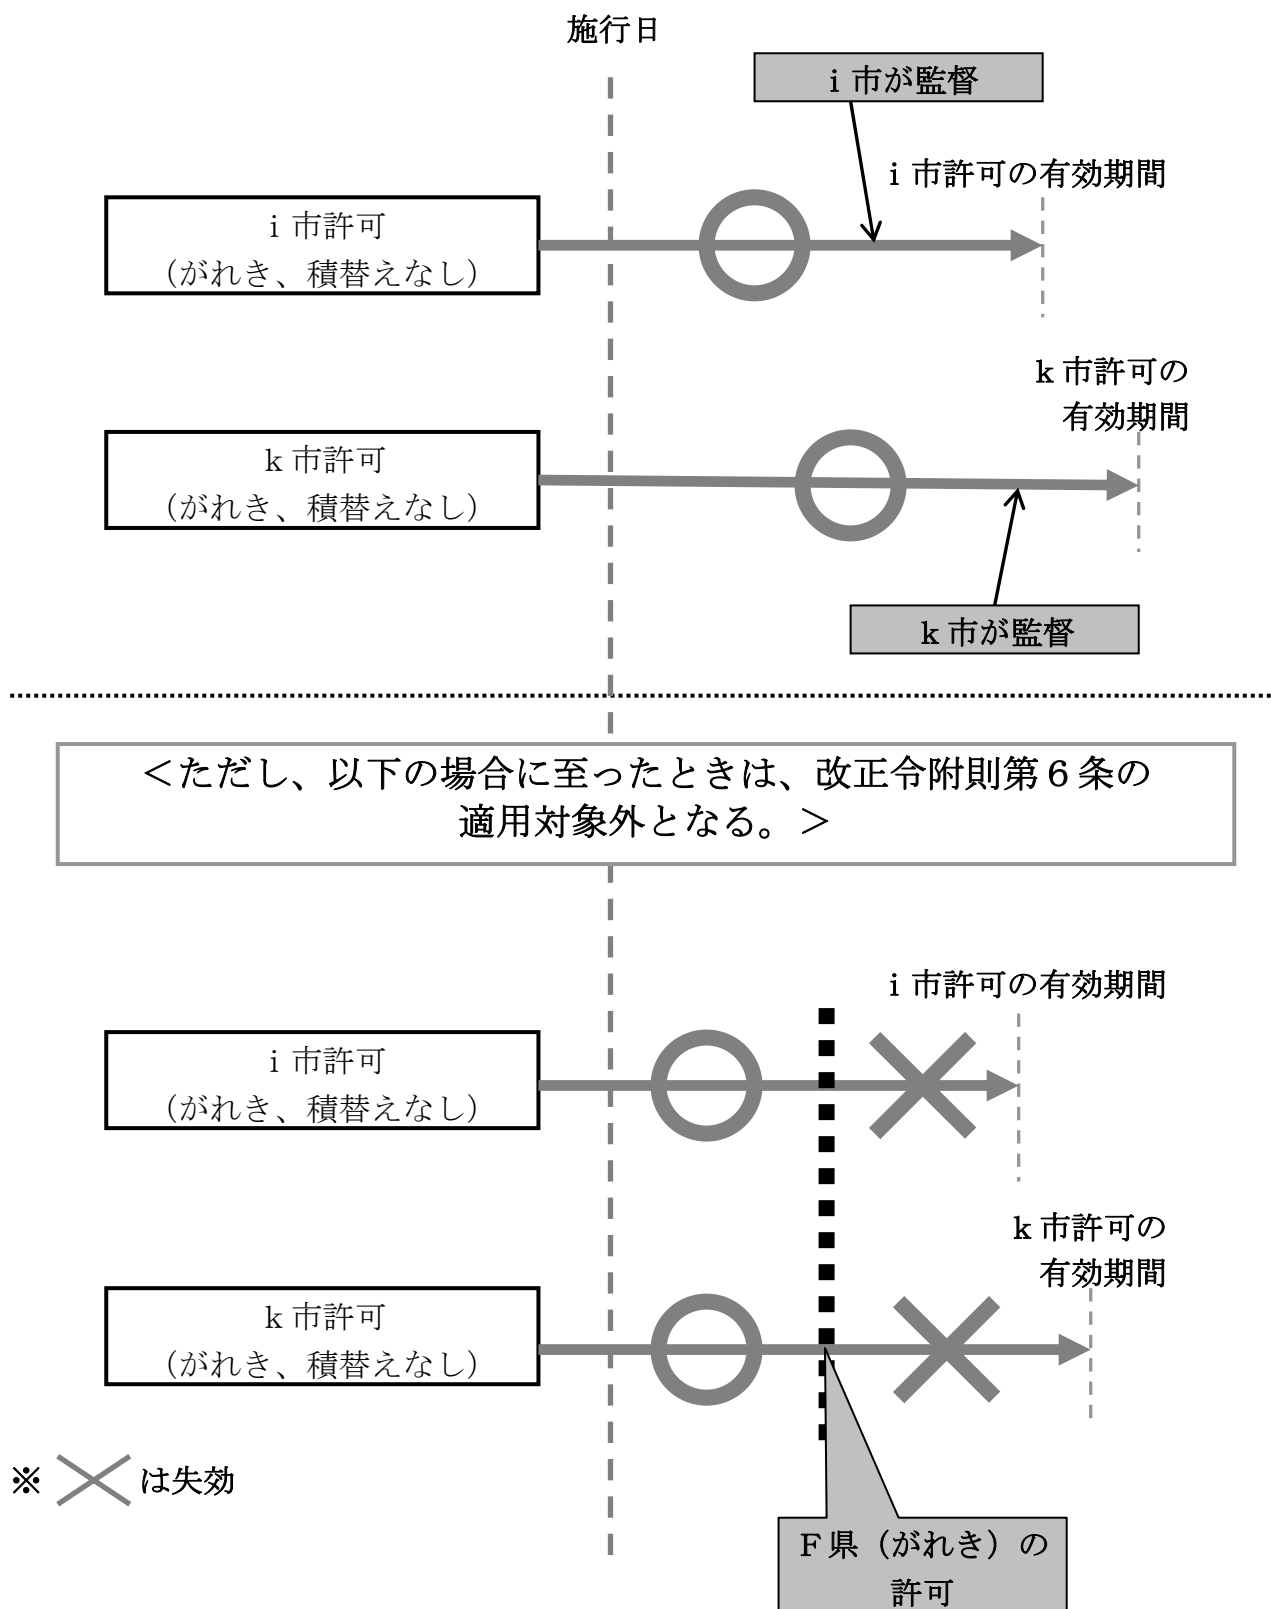 施行日
ｉ市が監督
ｉ市許可の有効期間
ｉ市許可
（がれき、積替えなし）
ｋ市許可の
有効期間
ｋ市許可
（がれき、積替えなし）
ｋ市が監督
＜ただし、以下の場合に至ったときは、改正令附則第６条の
適用対象外となる。＞
ｉ市許可の有効期間
ｉ市許可
（がれき、積替えなし）
ｋ市許可の
有効期間
ｋ市許可
（がれき、積替えなし）
※ は失効
Ｆ県（がれき）の
許可